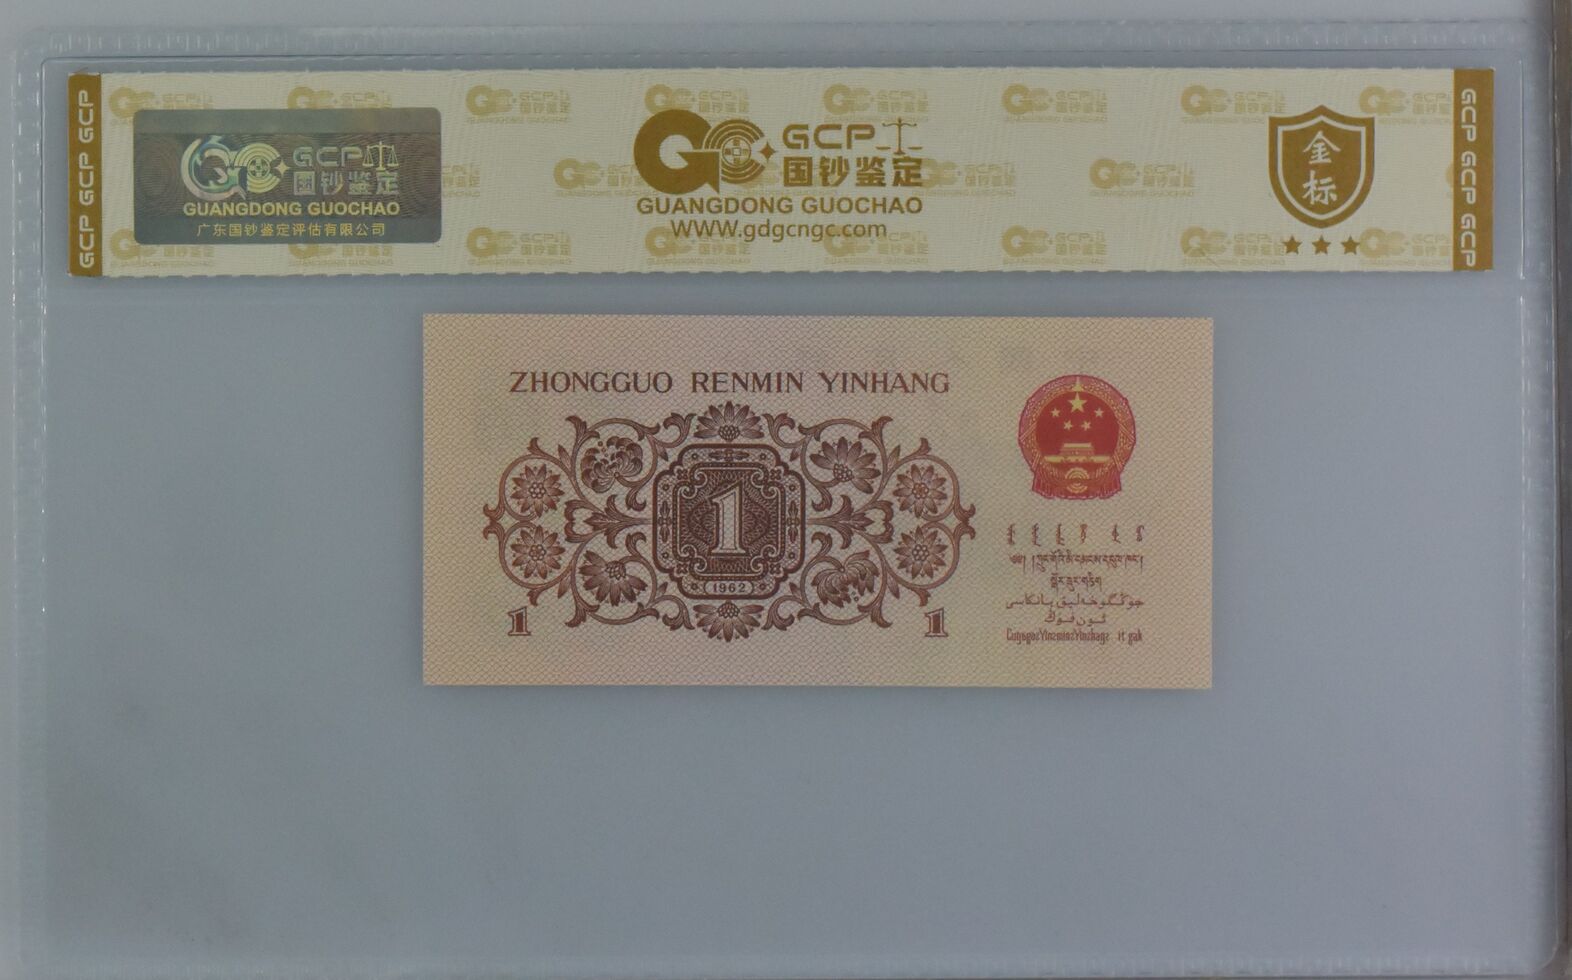 GCP GCP GCP
GCP
国钞鉴定
GUANGDONG GUOCHAO
广东国钞鉴定评估有限公司
GCP
国钞鉴定
GUANGDONG GUOCHAO
WWW.gdgcngc.com
金标
GCP GCP GCP
ZHONGGUO RENMIN YINHANG
1
1962
1
1